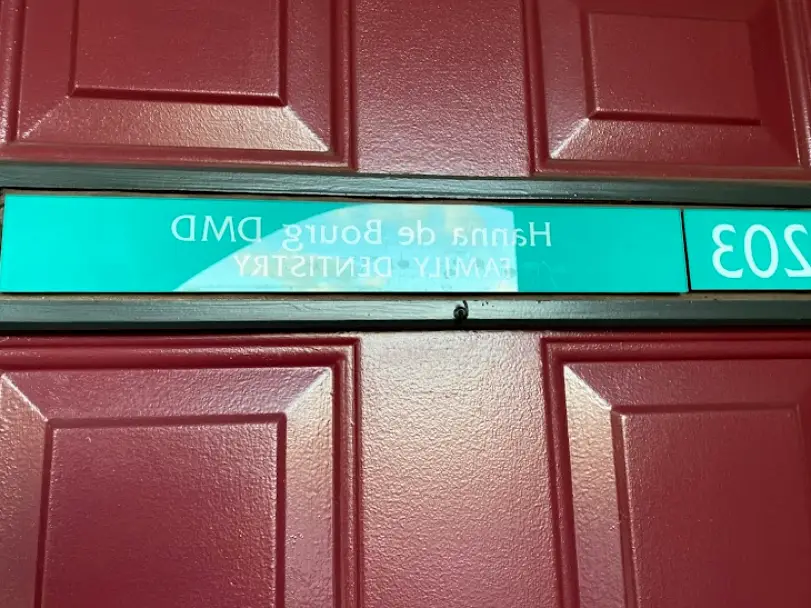 203
Hanna de Bourg DMD
FAMILY DENTISTRY